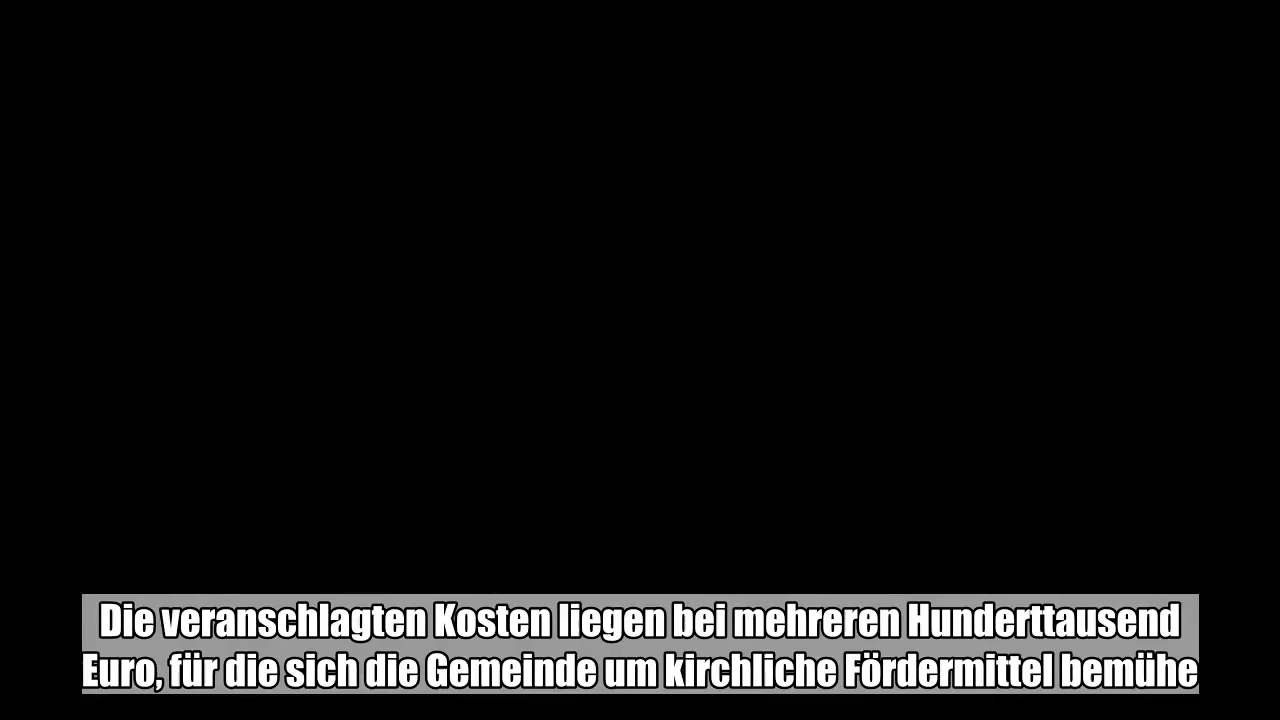 Die veranschlagten Kosten liegen bei mehreren Hunderttausend
Euro, für die sich die Gemeinde um kirchliche Fördermittel bemühe